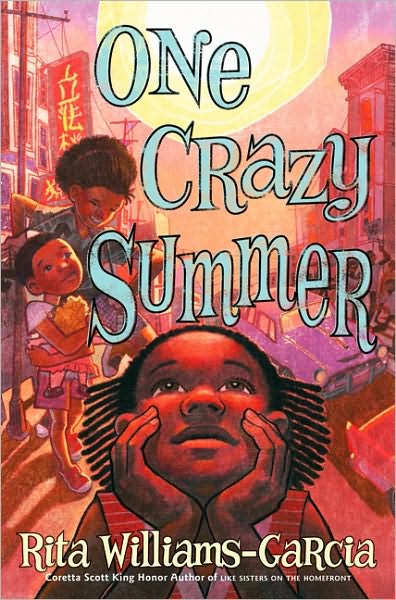 One
Crazy
Summer
Rita Williams-Garcia
Coretta Scott King Honor Author of LIKE SISTERS ON THE HOMEFRONT